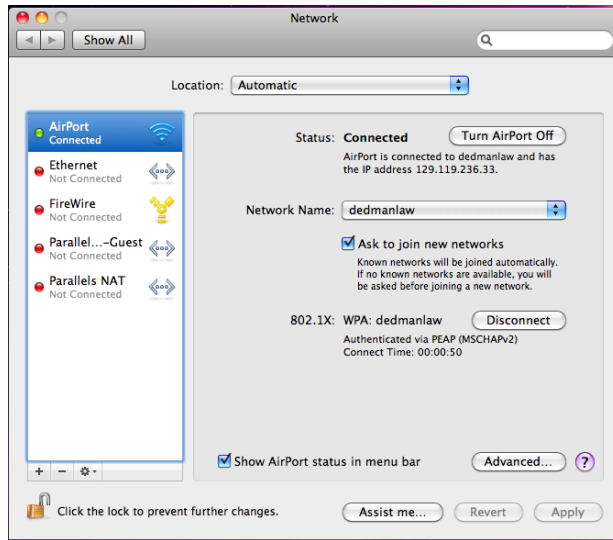 Network
Show All
Location: Automatic
AirPort
Connected
Ethernet
Not Connected
FireWire
Not Connected
Parallel...-Guest
Not Connected
Parallels NAT
Not Connected
Status: Connected Turn AirPort Off
AirPort is connected to dedmanlaw and has
the IP address 129.119.236.33.
Network Name: dedmanlaw
Ask to join new networks
Known networks will be joined automatically.
If no known networks are available, you will
be asked before joining a new network.
802.1X: WPA: dedmanlaw Disconnect
Authenticated via PEAP (MSCHAPv2)
Connect Time: 00:00:50
Show AirPort status in menu bar Advanced... ?
Click the lock to prevent further changes. Assist me... Revert Apply